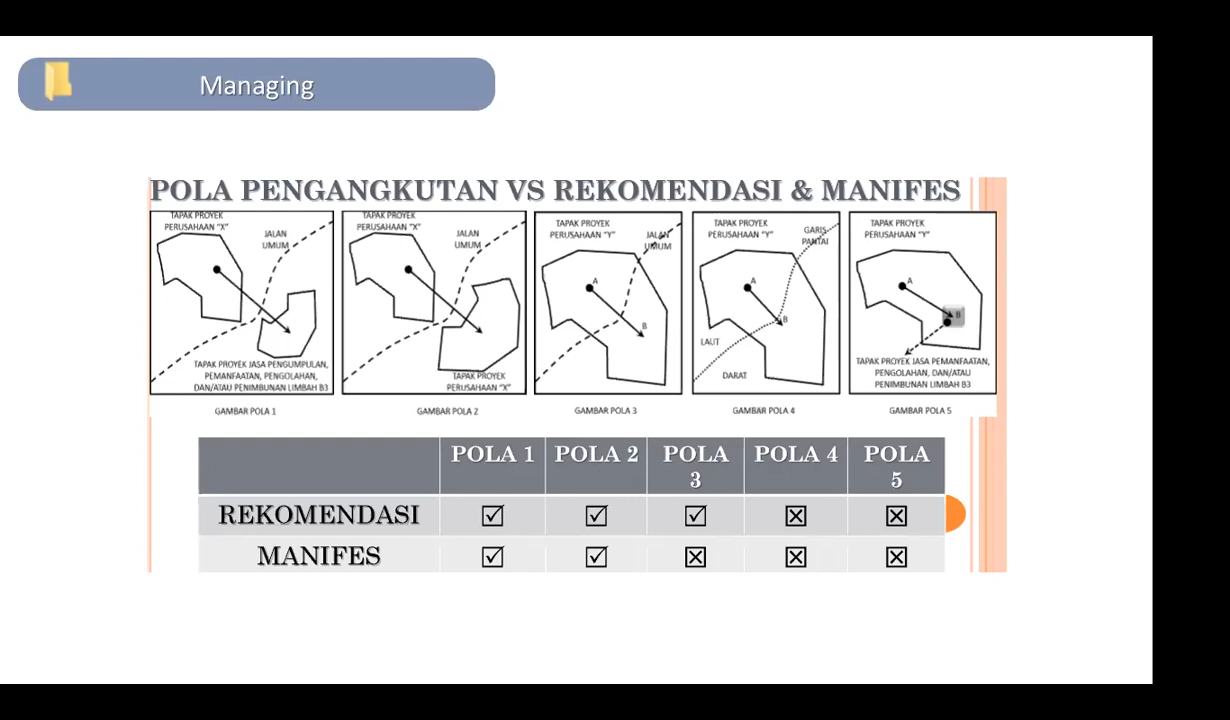 Managing
POLA PENGANGKUTAN VS REKOMENDASI & MANIFES
TAPAK PROYEK
PERUSAHAAN "X"
JALAN
UMUM
TAPAK PROYEK JASA PENGUMPULAN,
PEMANFAATAN, PENGOLAHAN,
DAN/ATAU PENIMBUNAN LIMBAH B3
GAMBAR POLA 1
TAPAK PROYEK
PERUSAHAAN "X"
JALAN
UMUM
TAPAK PROYEK
PERUSAHAAN "X"
GAMBAR POLA 2
TAPAK PROYEK
PERUSAHAAN "Y"
JALAN
UMUM
A
B
GAMBAR POLA 3
TAPAK PROYEK
PERUSAHAAN "Y"
GARIS
PANTAI
A
B
LAUT
DARAT
GAMBAR POLA 4
TAPAK PROYEK
PERUSAHAAN "Y"
A
B
TAPAK PROYEK JASA PEMANFAATAN,
PENGOLAHAN, DAN/ATAU
PENIMBUNAN LIMBAH B3
GAMBAR POLA 5
POLA 1 POLA 2 POLA 3 POLA 4 POLA 5
REKOMENDASI ☑ ☑ ☑ ☒ ☒
MANIFES ☑ ☑ ☒ ☒ ☒